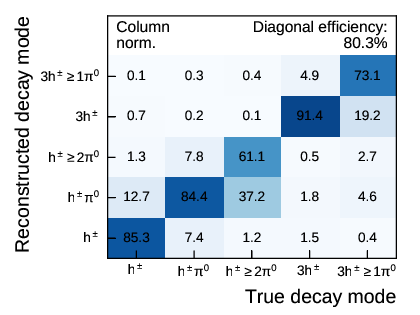 Column norm.
Diagonal efficiency: 80.3%
Reconstructed decay mode
3h± ≥1π⁰ 0.1 0.3 0.4 4.9 73.1
3h± 0.7 0.2 0.1 91.4 19.2
h± ≥2π⁰ 1.3 7.8 61.1 0.5 2.7
h±π⁰ 12.7 84.4 37.2 1.8 4.6
h± 85.3 7.4 1.2 1.5 0.4
h± h±π⁰ h± ≥2π⁰ 3h± 3h± ≥1π⁰
True decay mode